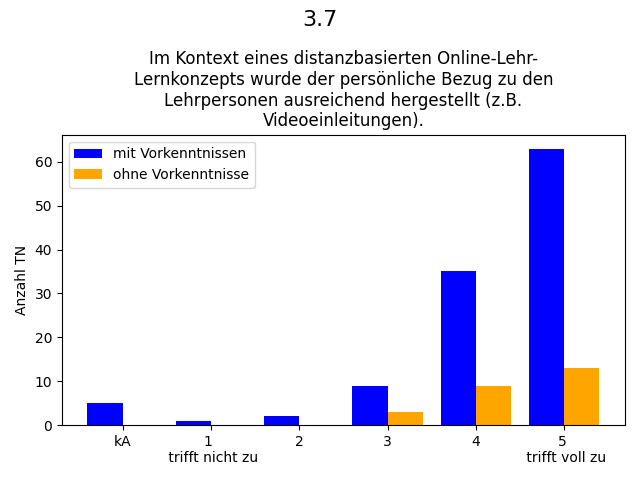 3.7
Im Kontext eines distanzbasierten Online-Lehr-
Lernkonzepts wurde der persönliche Bezug zu den
Lehrpersonen ausreichend hergestellt (z.B.
Videoeinleitungen).
mit Vorkenntnissen
ohne Vorkenntnisse
Anzahl TN
60
50
40
30
20
10
0
kA 1 2 3 4 5
trifft nicht zu trifft voll zu